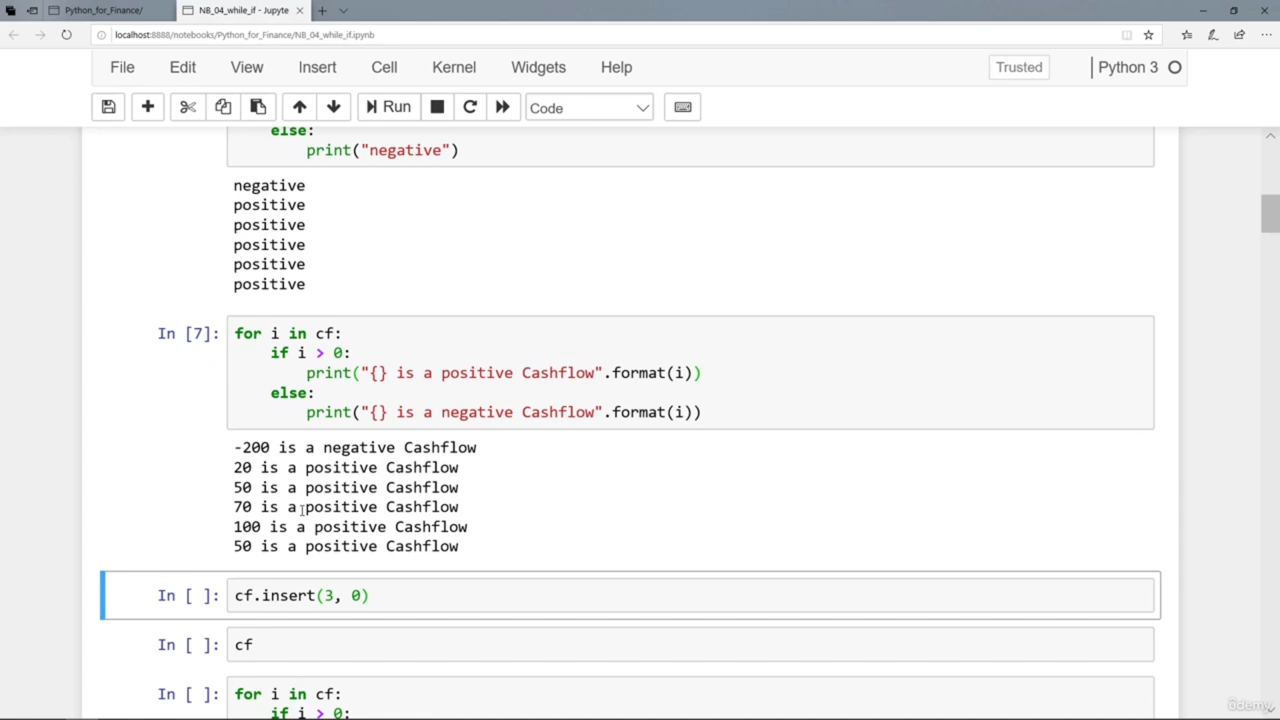 Python_for_Finance/
NB_04_while_if - Jupyte
localhost:8888/notebooks/Python_for_Finance/NB_04_while_if.ipynb
File Edit View Insert Cell Kernel Widgets Help Trusted Python 3
Run Code
else:
print("negative")
negative
positive
positive
positive
positive
positive
In [7]: for i in cf:
if i > 0:
print("{} is a positive Cashflow".format(i))
else:
print("{} is a negative Cashflow".format(i))
-200 is a negative Cashflow
20 is a positive Cashflow
50 is a positive Cashflow
70 is a positive Cashflow
100 is a positive Cashflow
50 is a positive Cashflow
In [ ]: cf.insert(3, 0)
In [ ]: cf
In [ ]: for i in cf:
if i > 0:
ûdemy